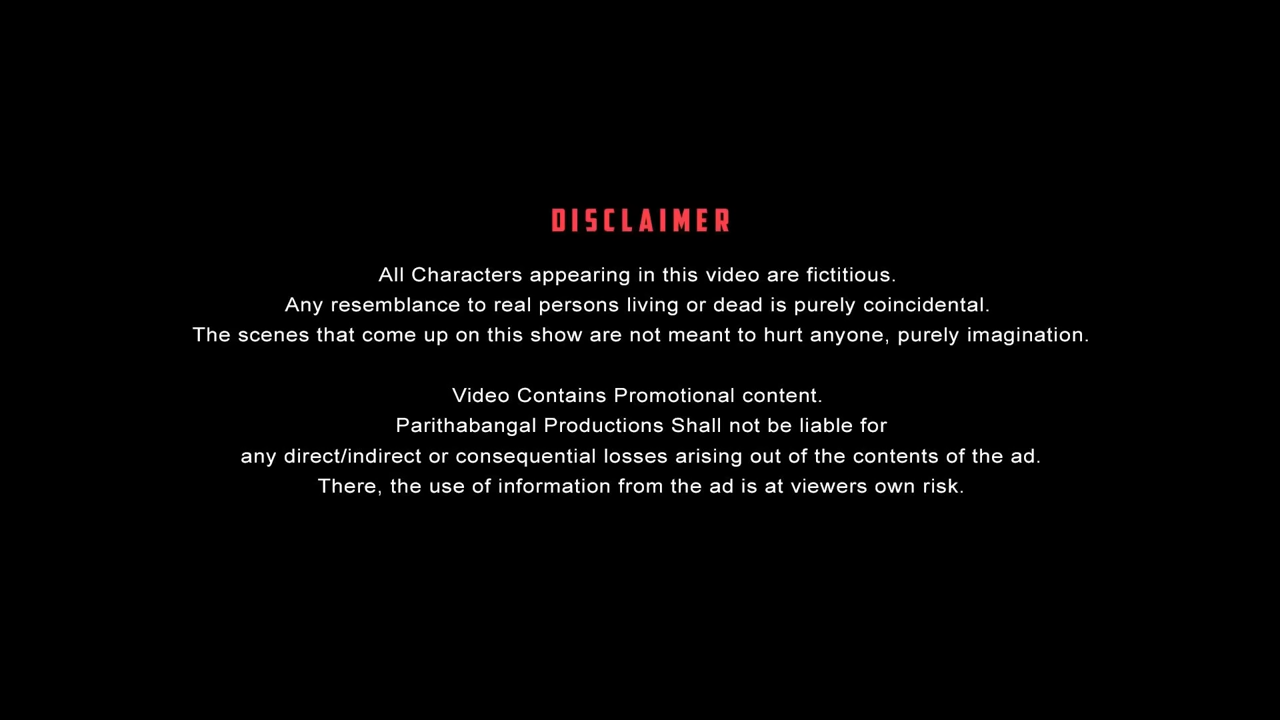 DISCLAIMER
All Characters appearing in this video are fictitious.
Any resemblance to real persons living or dead is purely coincidental.
The scenes that come up on this show are not meant to hurt anyone, purely imagination.
Video Contains Promotional content.
Parithabangal Productions Shall not be liable for
any direct/indirect or consequential losses arising out of the contents of the ad.
There, the use of information from the ad is at viewers own risk.